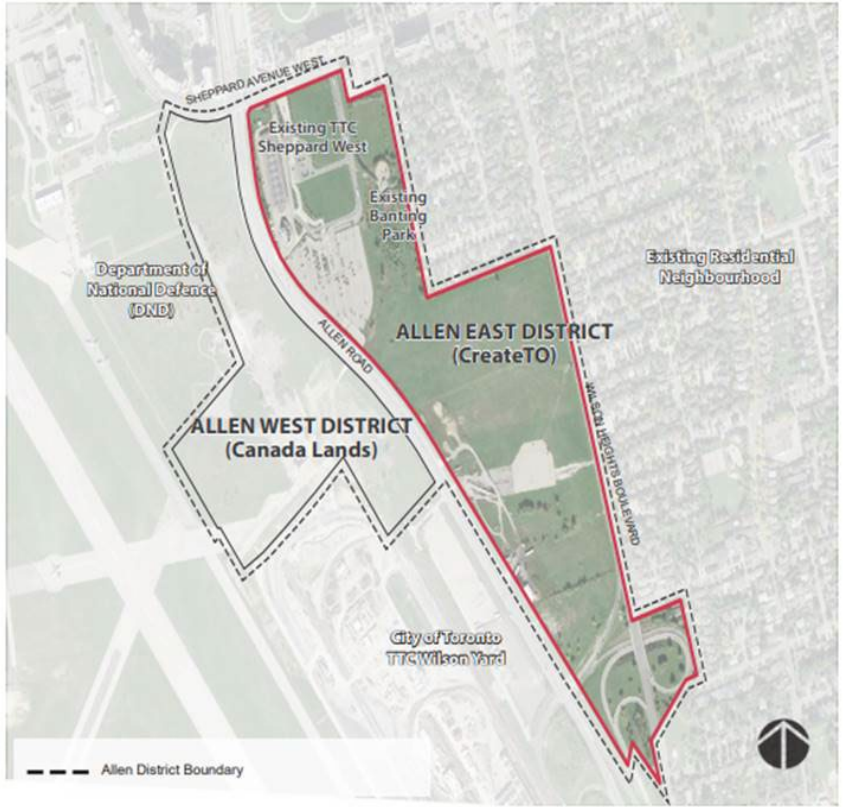 SHEPPARD AVENUE WEST
Existing TTC
Sheppard West
Existing
Banting
Park
Department of
National Defence
(DND)
Existing Residential
Neighbourhood
ALLEN ROAD
ALLEN EAST DISTRICT
(CreateTO)
ALLEN WEST DISTRICT
(Canada Lands)
WILSON HEIGHTS BOULEVARD
City of Toronto
TTC Wilson Yard
Allen District Boundary